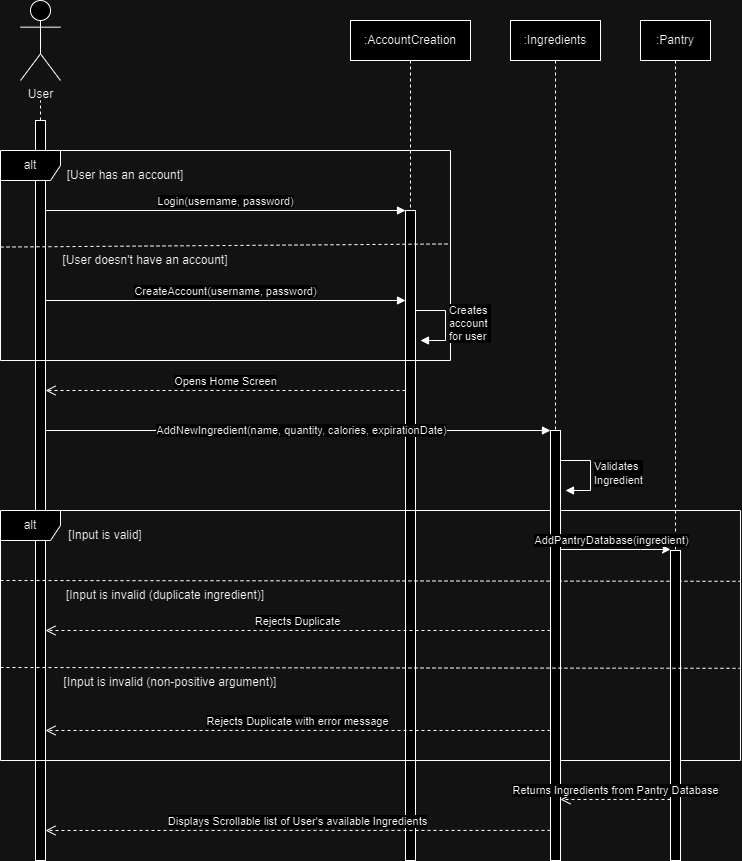 :AccountCreation
:Ingredients
:Pantry
User
alt
[User has an account]
Login(username, password)
[User doesn't have an account]
CreateAccount(username, password)
Creates
account
for user
Opens Home Screen
AddNewIngredient(name, quantity, calories, expirationDate)
Validates
Ingredient
alt
[Input is valid]
AddPantryDatabase(ingredient)
[Input is invalid (duplicate ingredient)]
Rejects Duplicate
[Input is invalid (non-positive argument)]
Rejects Duplicate with error message
Returns Ingredients from Pantry Database
Displays Scrollable list of User's available Ingredients